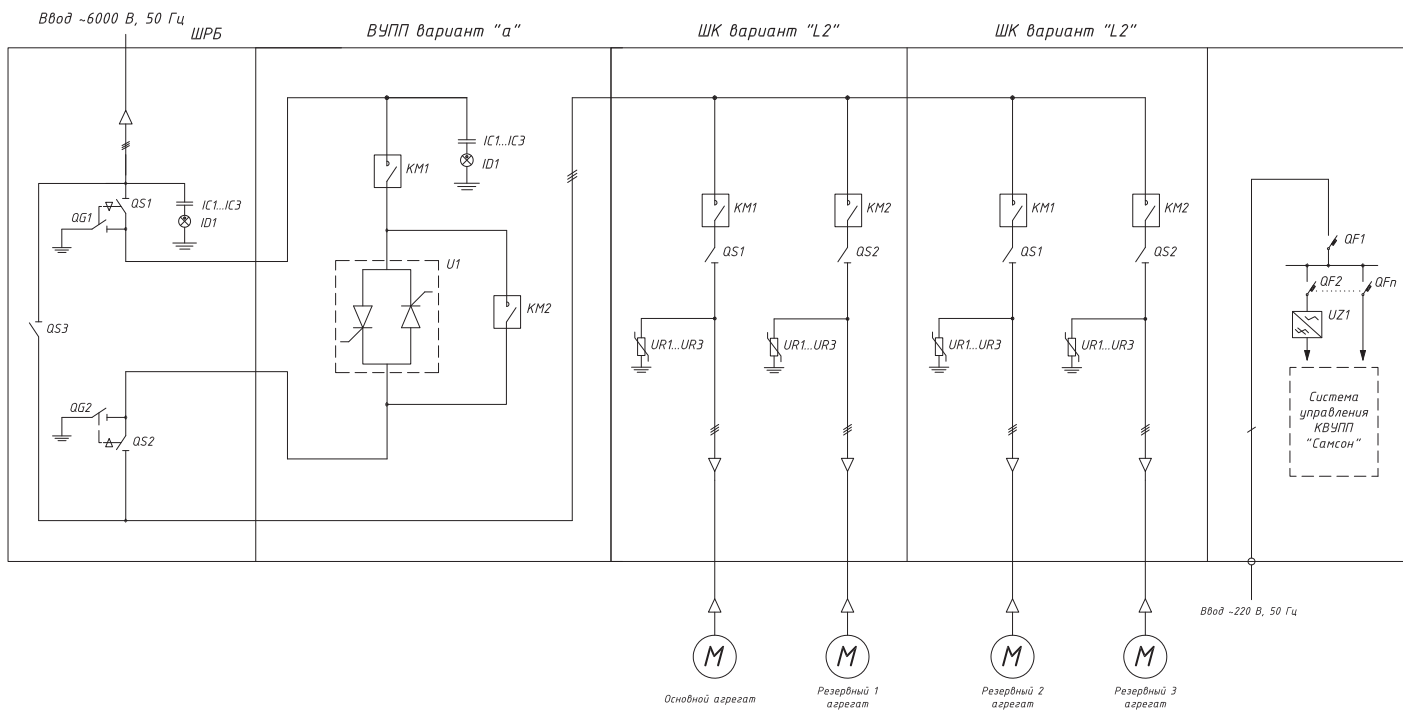 Ввод ~6000 В, 50 Гц
ШРБ
ВУПП вариант "а"
ШК вариант "L2"
ШК вариант "L2"
IC1...IC3
ID1
QS1
QG1
IC1...IC3
ID1
QS3
QG2
QS2
KM1
U1
KM2
KM1
KM2
QS1
QS2
UR1...UR3
UR1...UR3
KM1
KM2
QS1
QS2
UR1...UR3
UR1...UR3
QF1
QF2
QFn
UZ1
Система
управления
КВУПП
"Самсон"
Ввод ~220 В, 50 Гц
М
М
М
М
Основной агрегат
Резервный 1
агрегат
Резервный 2
агрегат
Резервный 3
агрегат